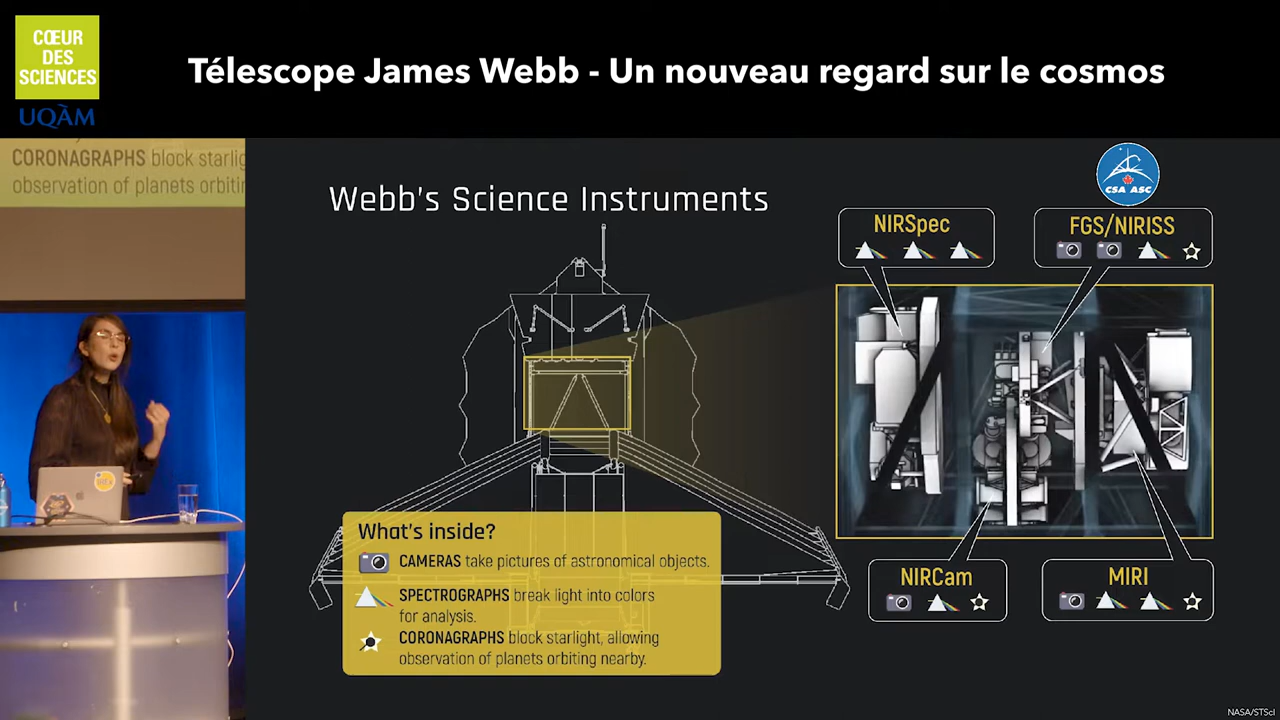 CŒUR
DES
SCIENCES
UQÀM
Télescope James Webb - Un nouveau regard sur le cosmos
CORONAGRAPHS block starlig
observation of planets orbitir
Webb's Science Instruments
CSA ASC
NIRSpec
FGS/NIRISS
NIRCam
MIRI
What's inside?
CAMERAS take pictures of astronomical objects.
SPECTROGRAPHS break light into colors
for analysis.
CORONAGRAPHS block starlight, allowing
observation of planets orbiting nearby.
NASA/STScI